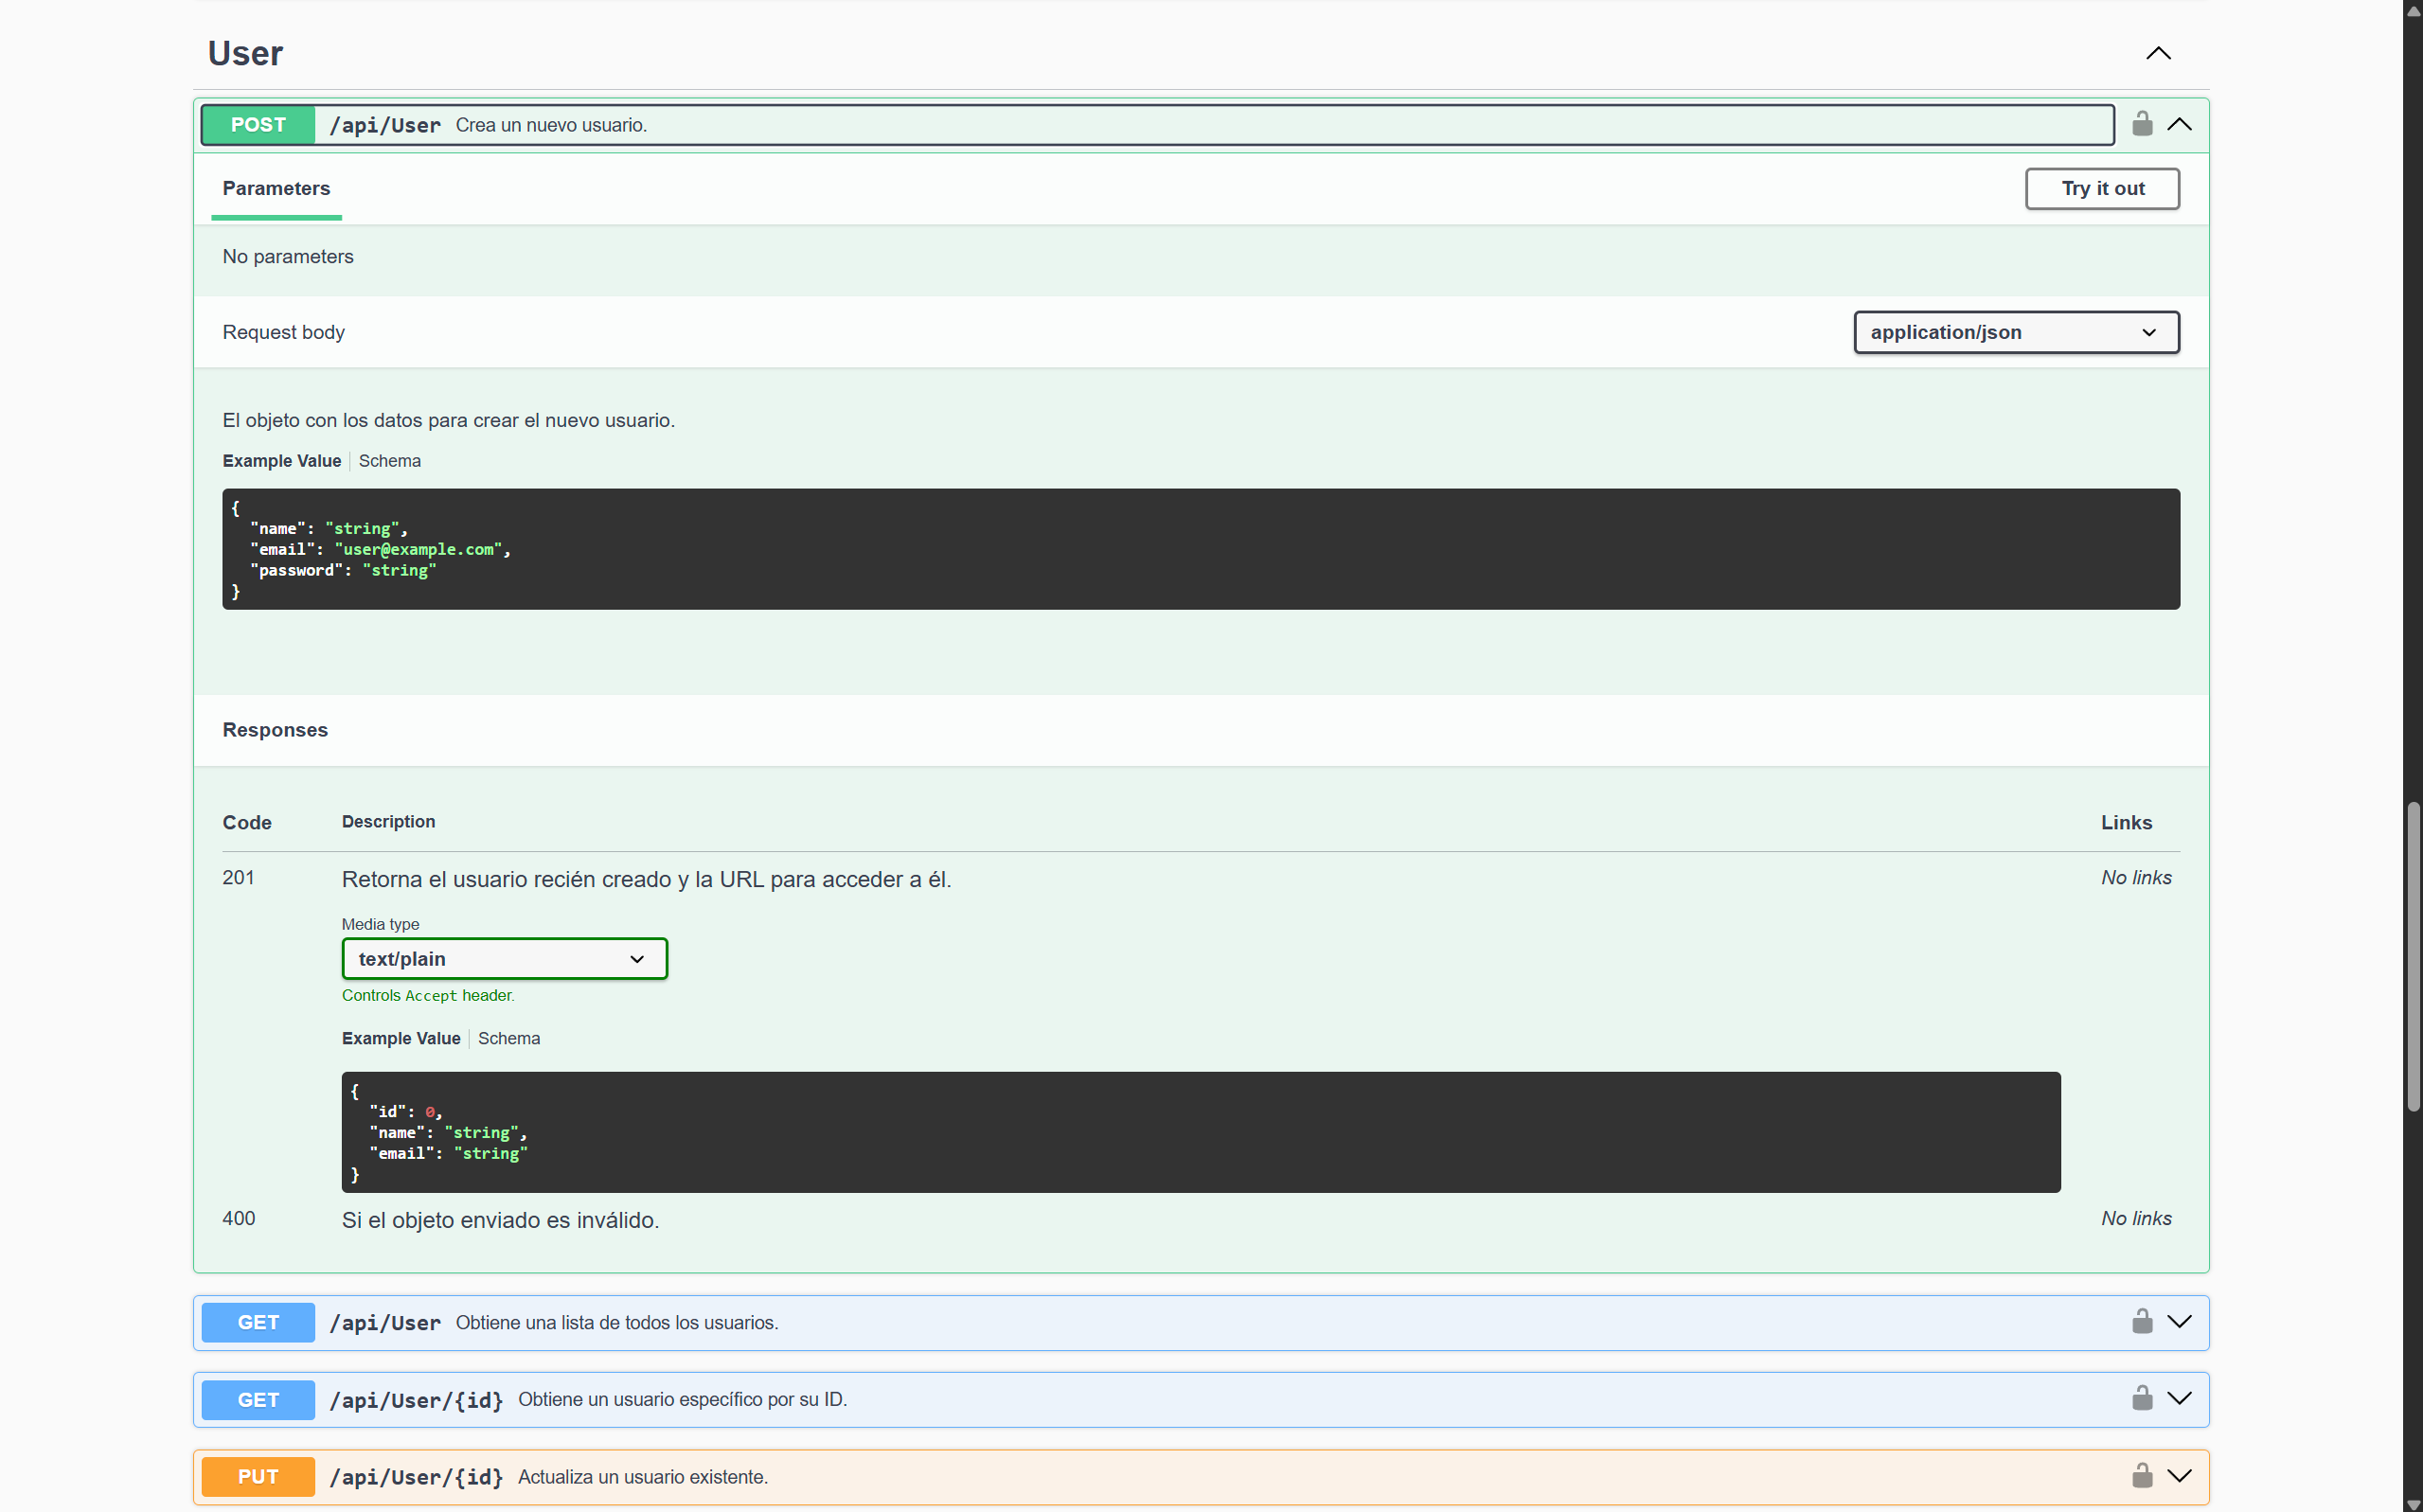 User
POST /api/User Crea un nuevo usuario.
Parameters
Try it out
No parameters
Request body
application/json
El objeto con los datos para crear el nuevo usuario.
Example Value Schema
{
"name": "string",
"email": "user@example.com",
"password": "string"
}
Responses
Code Description Links
201 Retorna el usuario recién creado y la URL para acceder a él. No links
Media type
text/plain
Controls Accept header.
Example Value Schema
{
"id": 0,
"name": "string",
"email": "string"
}
400 Si el objeto enviado es inválido. No links
GET /api/User Obtiene una lista de todos los usuarios.
GET /api/User/{id} Obtiene un usuario específico por su ID.
PUT /api/User/{id} Actualiza un usuario existente.